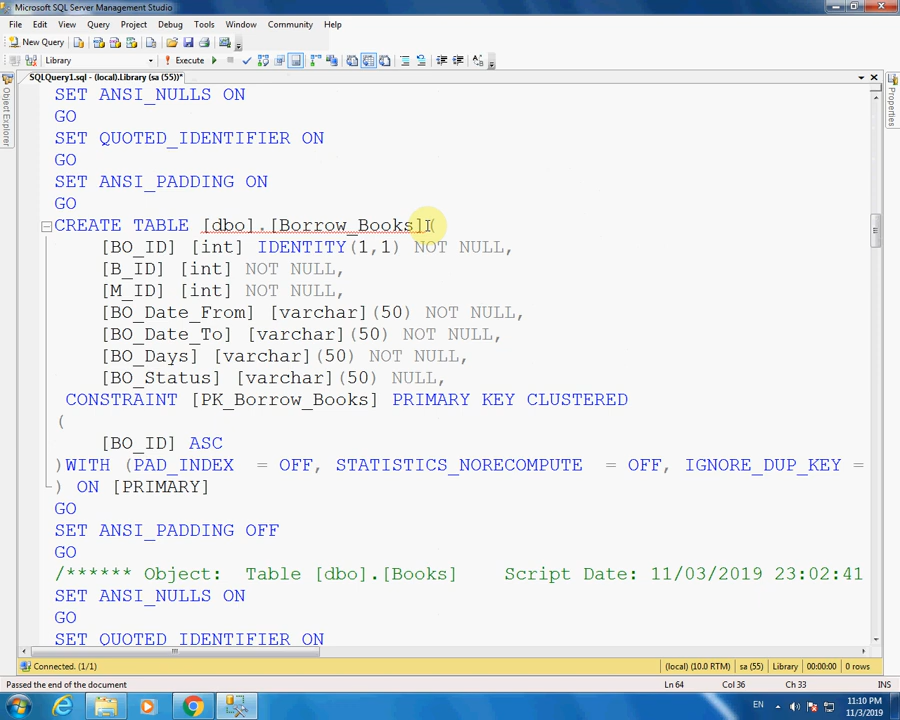 Microsoft SQL Server Management Studio
File Edit View Query Project Debug Tools Window Community Help
New Query
Library Execute
SQLQuery1.sql - (local).Library (sa (55))*
Object Explorer
Properties
SET ANSI_NULLS ON
GO
SET QUOTED_IDENTIFIER ON
GO
SET ANSI_PADDING ON
GO
CREATE TABLE [dbo].[Borrow_Books](
[BO_ID] [int] IDENTITY(1,1) NOT NULL,
[B_ID] [int] NOT NULL,
[M_ID] [int] NOT NULL,
[BO_Date_From] [varchar](50) NOT NULL,
[BO_Date_To] [varchar](50) NOT NULL,
[BO_Days] [varchar](50) NOT NULL,
[BO_Status] [varchar](50) NULL,
CONSTRAINT [PK_Borrow_Books] PRIMARY KEY CLUSTERED
(
[BO_ID] ASC
)WITH (PAD_INDEX = OFF, STATISTICS_NORECOMPUTE = OFF, IGNORE_DUP_KEY =
) ON [PRIMARY]
GO
SET ANSI_PADDING OFF
GO
/****** Object: Table [dbo].[Books] Script Date: 11/03/2019 23:02:41
SET ANSI_NULLS ON
GO
SET QUOTED_IDENTIFIER ON
Connected. (1/1) (local) (10.0 RTM) sa (55) Library 00:00:00 0 rows
Passed the end of the document Ln 64 Col 36 Ch 33 INS
EN 11:10 PM
11/3/2019